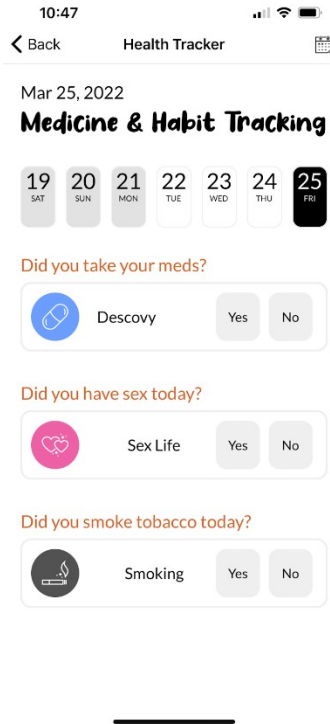 10:47
Back Health Tracker
Mar 25, 2022
Medicine & Habit Tracking
19 20 21 22 23 24 25
SAT SUN MON TUE WED THU FRI
Did you take your meds?
Descovy Yes No
Did you have sex today?
Sex Life Yes No
Did you smoke tobacco today?
Smoking Yes No